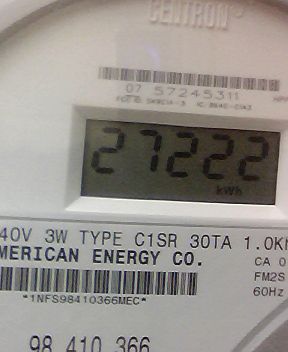 CENTRON®
07 57245311
27222
kWh
40V 3W TYPE C1SR 30TA 1.0Kh
MERICAN ENERGY CO.
CA 0
FM2S
60Hz
*1NFS98410366MEC*
98 410 366